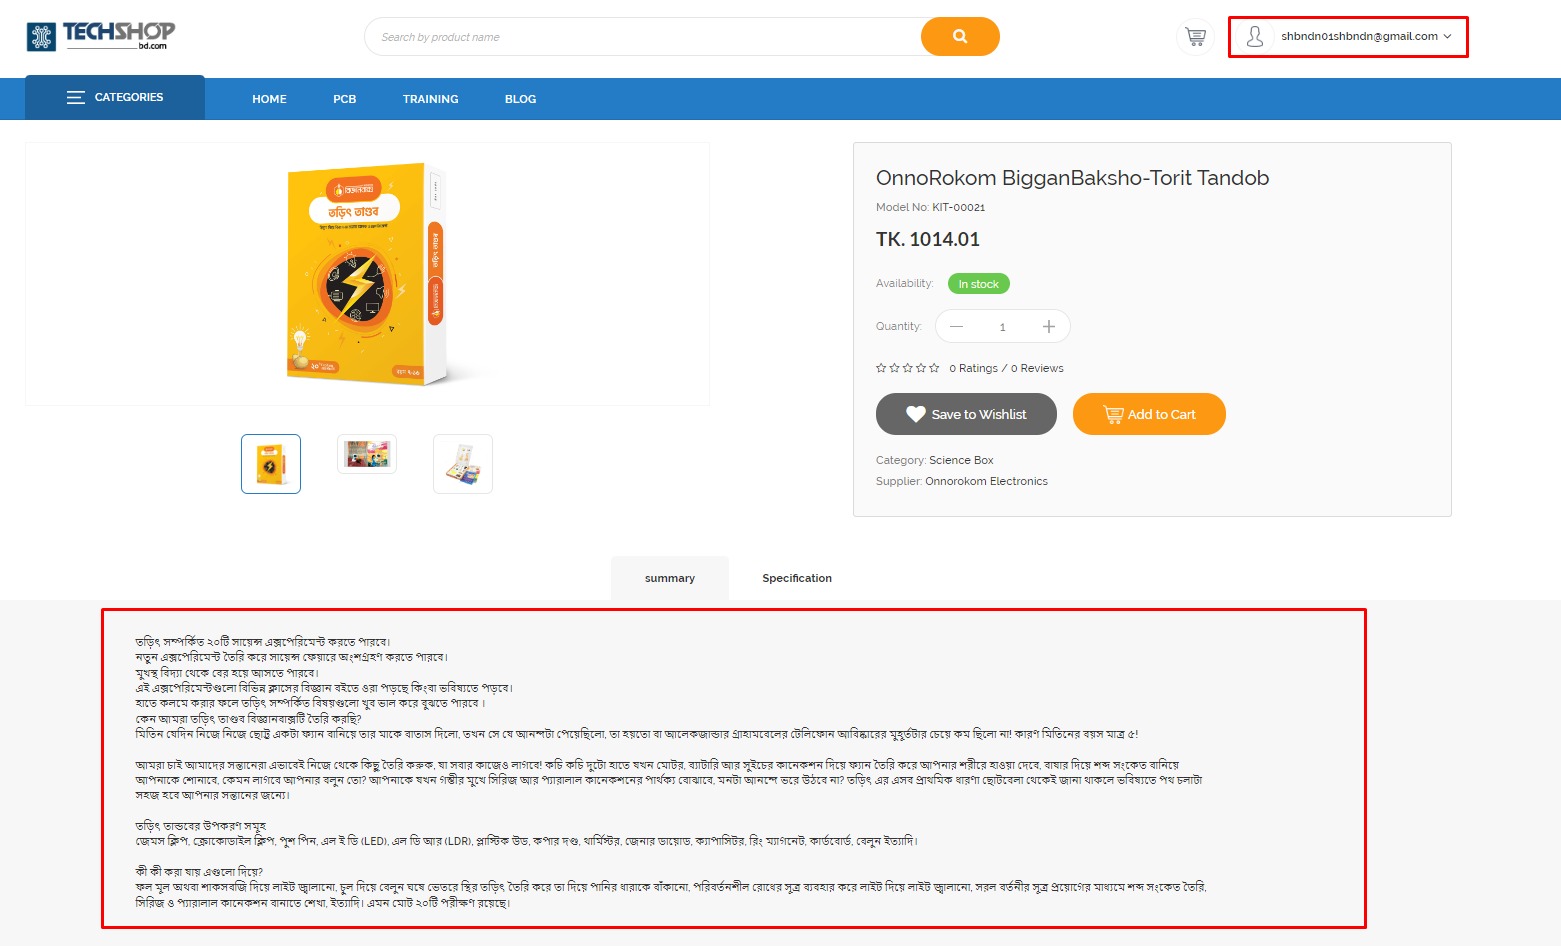 TECHSHOP
bd.com
Search by product name
shbndn01shbndn@gmail.com
CATEGORIES
HOME
PCB
TRAINING
BLOG
বিজ্ঞানবাক্স
তড়িৎ তাণ্ডব
OnnoRokom BigganBaksho-Torit Tandob
Model No: KIT-00021
TK. 1014.01
Availability: In stock
Quantity: 1
0 Ratings / 0 Reviews
Save to Wishlist
Add to Cart
Category: Science Box
Supplier: Onnorokom Electronics
summary
Specification
তড়িৎ সম্পর্কিত ২০টি সায়েন্স এক্সপেরিমেন্ট করতে পারবে।
নতুন এক্সপেরিমেন্ট তৈরি করে সায়েন্স ফেয়ারে অংশগ্রহণ করতে পারবে।
মুখস্থ বিদ্যা থেকে বের হয়ে আসতে পারবে।
এই এক্সপেরিমেন্টগুলো বিভিন্ন ক্লাসের বিজ্ঞান বইতে ওরা পড়ছে কিংবা ভবিষ্যতে পড়বে।
হাতে কলমে করার ফলে তড়িৎ সম্পর্কিত বিষয়গুলো খুব ভাল করে বুঝতে পারবে ।
কেন আমরা তড়িৎ তাণ্ডব বিজ্ঞানবাক্সটি তৈরি করছি?
মিতিন যেদিন নিজে নিজে ছোট্ট একটা ফ্যান বানিয়ে তার মাকে বাতাস দিলো, তখন সে যে আনন্দটা পেয়েছিলো, তা হয়তো বা আলেকজান্ডার গ্রাহামবেলের টেলিফোন আবিষ্কারের মুহূর্তটার চেয়ে কম ছিলো না! কারণ মিতিনের বয়স মাত্র ৫!
আমরা চাই আমাদের সন্তানেরা এভাবেই নিজে থেকে কিছু তৈরি করুক, যা সবার কাজেও লাগবে! কচি কচি দুটো হাতে যখন মোটর, ব্যাটারি আর সুইচের কানেকশন দিয়ে ফ্যান তৈরি করে আপনার শরীরে হাওয়া দেবে, বাযার দিয়ে শব্দ সংকেত বানিয়ে
আপনাকে শোনাবে, কেমন লাগবে আপনার বলুন তো? আপনাকে যখন গম্ভীর মুখে সিরিজ আর প্যারালাল কানেকশনের পার্থক্য বোঝাবে, মনটা আনন্দে ভরে উঠবে না? তড়িৎ এর এসব প্রাথমিক ধারণা ছোটবেলা থেকেই জানা থাকলে ভবিষ্যতে পথ চলাটা
সহজ হবে আপনার সন্তানের জন্যে।
তড়িৎ তান্ডবের উপকরণ সমূহ
জেমস ক্লিপ, ক্রোকোডাইল ক্লিপ, পুশ পিন, এল ই ডি (LED), এল ডি আর (LDR), প্লাস্টিক উড, কপার দণ্ড, থার্মিস্টর, জেনার ডায়োড, ক্যাপাসিটর, রিং ম্যাগনেট, কার্ডবোর্ড, বেলুন ইত্যাদি।
কী কী করা যায় এগুলো দিয়ে?
ফল মূল অথবা শাকসবজি দিয়ে লাইট জ্বালানো, চুল দিয়ে বেলুন ঘষে ভেতরে স্থির তড়িৎ তৈরি করে তা দিয়ে পানির ধারাকে বাঁকানো, পরিবর্তনশীল রোধের সূত্র ব্যবহার করে লাইট দিয়ে লাইট জ্বালানো, সরল বর্তনীর সূত্র প্রয়োগের মাধ্যমে শব্দ সংকেত তৈরি,
সিরিজ ও প্যারালাল কানেকশন বানাতে শেখা, ইত্যাদি। এমন মোট ২০টি পরীক্ষণ রয়েছে।